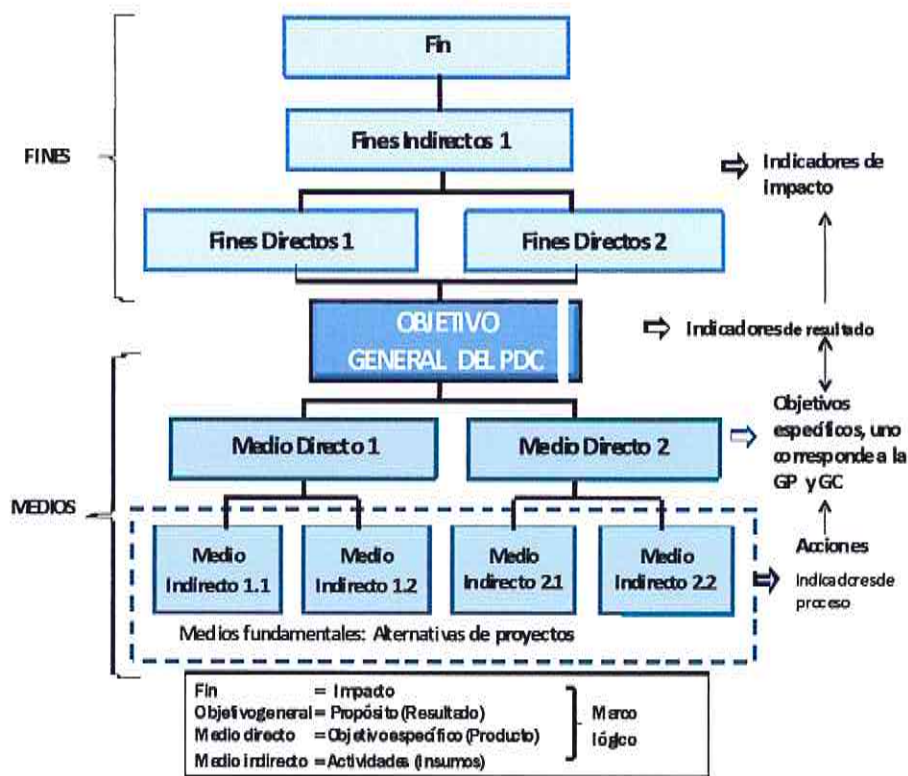 Fin
Fines Indirectos 1
FINES
Indicadores de
impacto
Fines Directos 1
Fines Directos 2
OBJETIVO
GENERAL DEL PDC
Indicadores de resultado
Objetivos
específicos, uno
corresponde a la
GP y GC
Medio Directo 1
Medio Directo 2
MEDIOS
Medio
Indirecto 1.1
Medio
Indirecto 1.2
Medio
Indirecto 2.1
Medio
Indirecto 2.2
Acciones
Indicadores de
proceso
Medios fundamentales: Alternativas de proyectos
Fin = Impacto
Objetivo general = Propósito (Resultado)
Medio directo = Objetivo específico (Producto)
Medio indirecto = Actividades (Insumos)
Marco
lógico